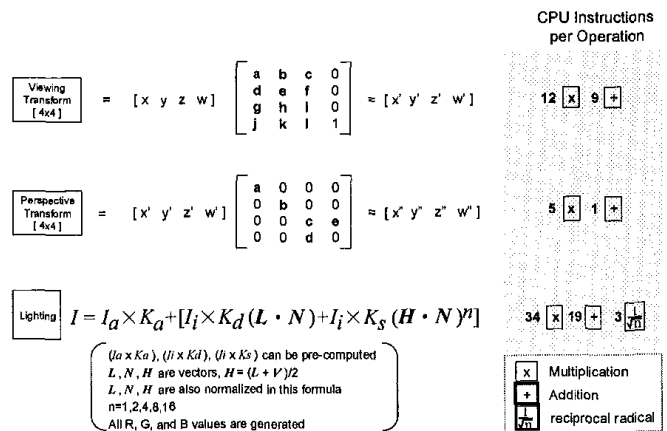 CPU Instructions
per Operation
Viewing
Transform
[ 4x4 ]
= [ x y z w ]
a b c 0
d e f 0
g h I 0
j k l 1
= [ x' y' z' w' ]
12 x 9 +
Perspective
Transform
[ 4x4 ]
= [ x' y' z' w' ]
a 0 0 0
0 b 0 0
0 0 c e
0 0 d 0
= [ x" y" z" w" ]
5 x 1 +
Lighting
I = Ia × Ka + [Ii × Kd (L · N) + Ii × Ks (H · N)ⁿ]
34 x 19 + 3 1/√n
(Ia x Ka), (Ii x Kd), (Ii x Ks) can be pre-computed
L, N, H are vectors, H = (L + V)/2
L, N, H are also normalized in this formula
n=1,2,4,8,16
All R, G, and B values are generated
x Multiplication
+ Addition
1/√n reciprocal radical